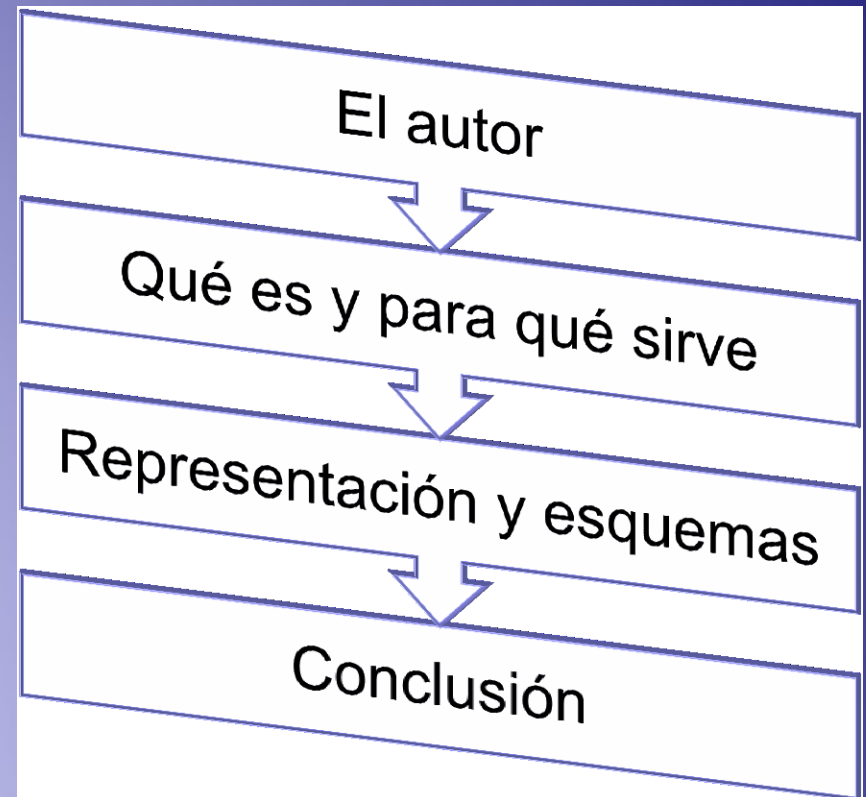 El autor
Qué es y para qué sirve
Representación y esquemas
Conclusión